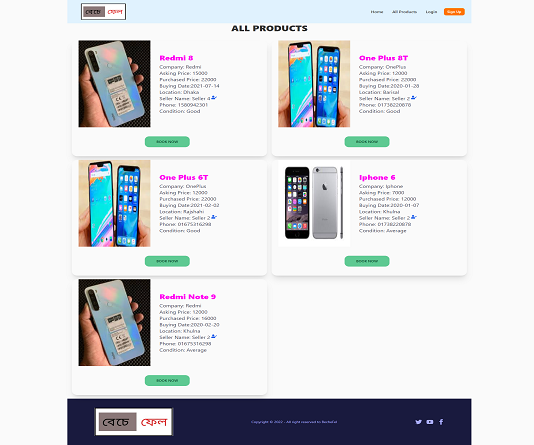 বেচে ফেল
Home
All Products
Login
Sign Up
ALL PRODUCTS
Redmi 8
Company: Redmi
Asking Price: 15000
Purchased Price: 22000
Buying Date:2021-07-14
Location: Dhaka
Seller Name: Seller 4
Phone: 1580942301
Condition: Good
BOOK NOW
One Plus 8T
Company: OnePlus
Asking Price: 12000
Purchased Price: 22000
Buying Date:2020-01-28
Location: Barisal
Seller Name: Seller 2
Phone: 01738220878
Condition: Good
BOOK NOW
One Plus 6T
Company: OnePlus
Asking Price: 12000
Purchased Price: 22000
Buying Date:2021-02-02
Location: Rajshahi
Seller Name: Seller 2
Phone: 01675316298
Condition: Good
BOOK NOW
Iphone 6
Company: Iphone
Asking Price: 7000
Purchased Price: 12000
Buying Date:2020-01-07
Location: Khulna
Seller Name: Seller 2
Phone: 01738220878
Condition: Average
BOOK NOW
Redmi Note 9
Company: Redmi
Asking Price: 12000
Purchased Price: 16000
Buying Date:2020-02-20
Location: Khulna
Seller Name: Seller 2
Phone: 01675316298
Condition: Average
BOOK NOW
বেচে ফেল
Copyright © 2022 - All right reserved to BecheFel